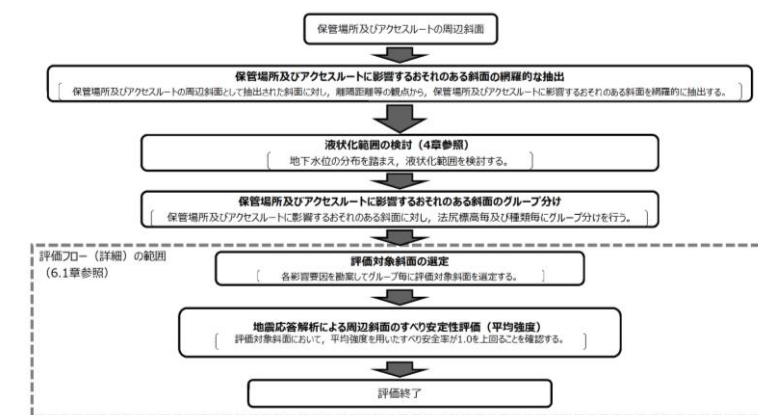 保管場所及びアクセスルートの周辺斜面
保管場所及びアクセスルートに影響するおそれのある斜面の網羅的な抽出
保管場所及びアクセスルートの周辺斜面として抽出された斜面に対し，離隔距離等の観点から，保管場所及びアクセスルートに影響するおそれのある斜面を網羅的に抽出する。
液状化範囲の検討（4章参照）
地下水位の分布を踏まえ，液状化範囲を検討する。
保管場所及びアクセスルートに影響するおそれのある斜面のグループ分け
保管場所及びアクセスルートに影響するおそれのある斜面に対し，法尻標高毎及び種類毎にグループ分けを行う。
評価フロー（詳細）の範囲
（6.1章参照）
評価対象斜面の選定
各影響要因を勘案してグループ毎に評価対象斜面を選定する。
地震応答解析による周辺斜面のすべり安定性評価（平均強度）
評価対象斜面において，平均強度を用いたすべり安全率が1.0を上回ることを確認する。
評価終了